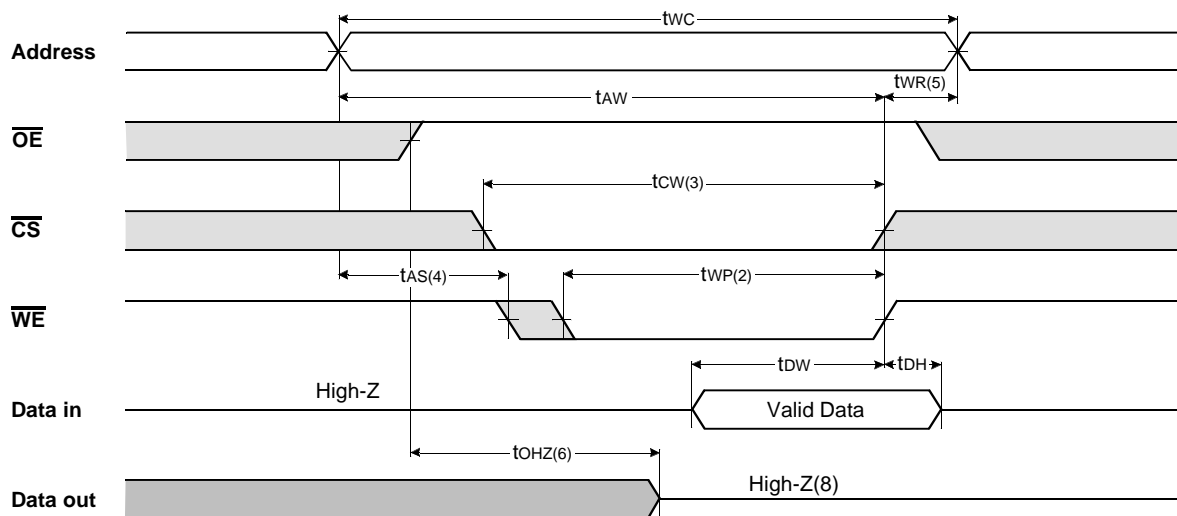 tWC
Address
tWR(5)
tAW
OE
tCW(3)
CS
tAS(4)
tWP(2)
WE
tDW
tDH
High-Z
Data in
Valid Data
tOHZ(6)
High-Z(8)
Data out